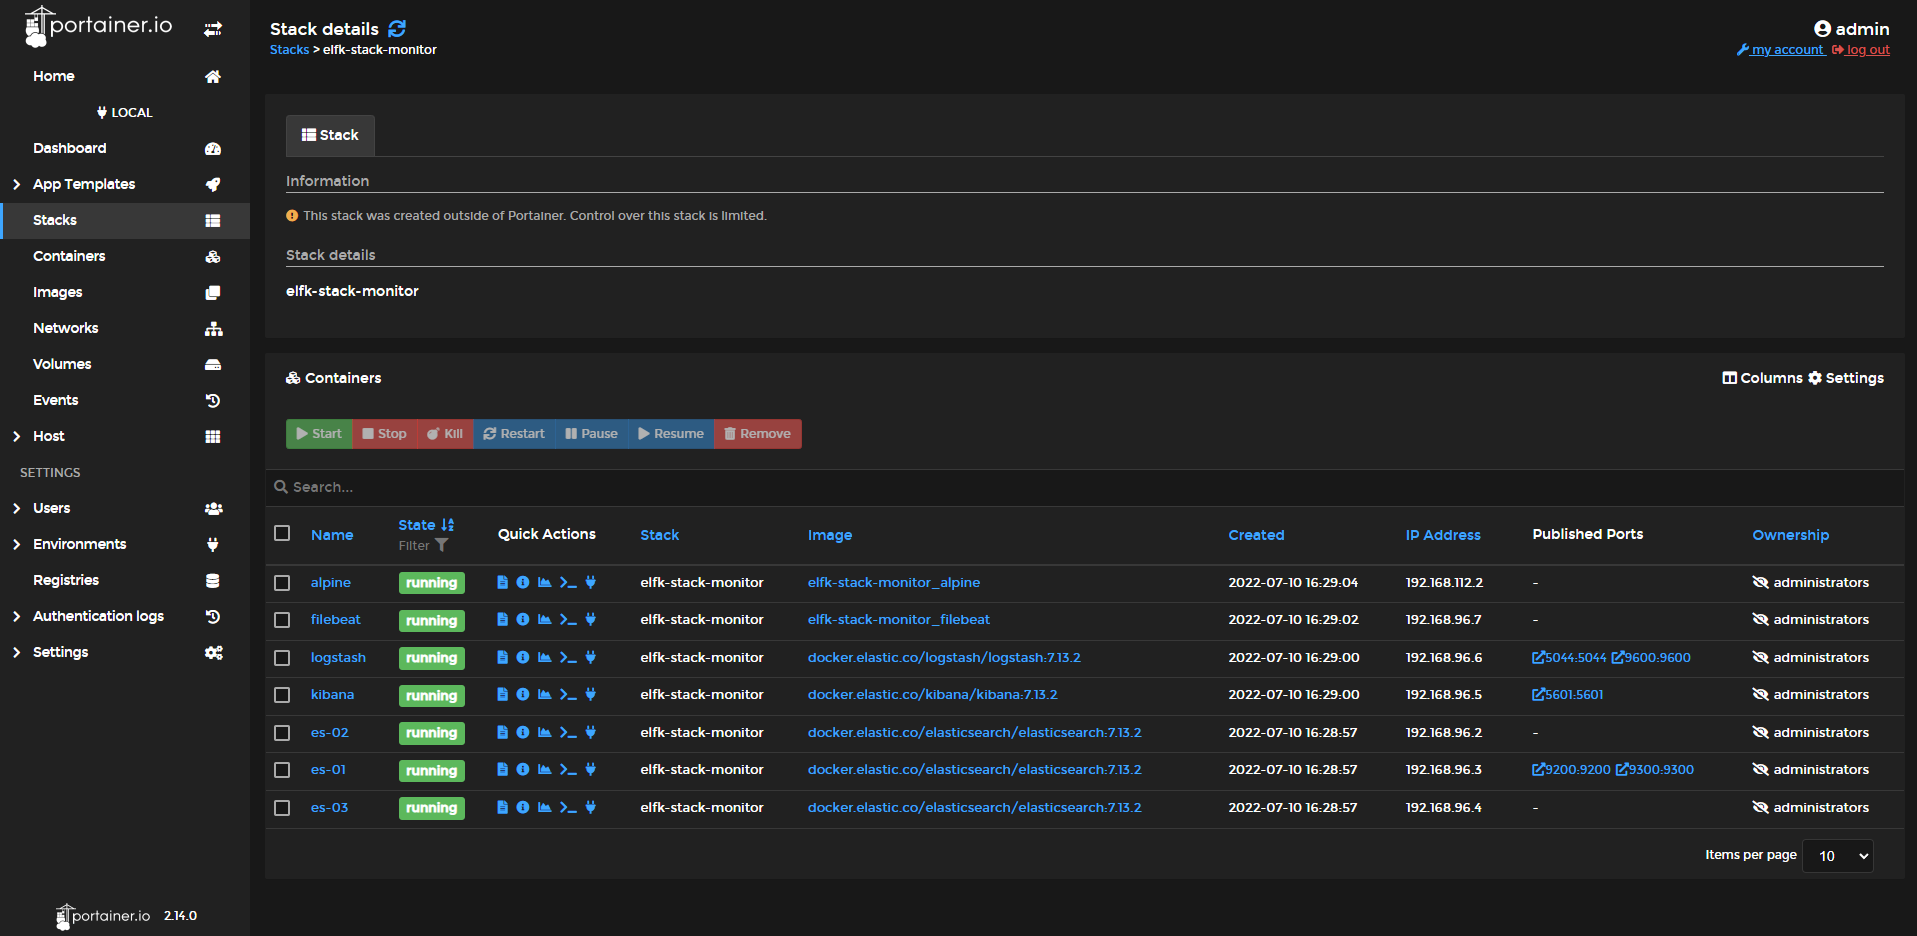 portainer.io
Home
LOCAL
Dashboard
App Templates
Stacks
Containers
Images
Networks
Volumes
Events
Host
SETTINGS
Users
Environments
Registries
Authentication logs
Settings
portainer.io 2.14.0
Stack details
Stacks > elfk-stack-monitor
admin
my account log out
Stack
Information
This stack was created outside of Portainer. Control over this stack is limited.
Stack details
elfk-stack-monitor
Containers
Columns Settings
Start Stop Kill Restart Pause Resume Remove
Search...
Name State Filter Quick Actions Stack Image Created IP Address Published Ports Ownership
alpine running elfk-stack-monitor elfk-stack-monitor_alpine 2022-07-10 16:29:04 192.168.112.2 - administrators
filebeat running elfk-stack-monitor elfk-stack-monitor_filebeat 2022-07-10 16:29:02 192.168.96.7 - administrators
logstash running elfk-stack-monitor docker.elastic.co/logstash/logstash:7.13.2 2022-07-10 16:29:00 192.168.96.6 5044:5044 9600:9600 administrators
kibana running elfk-stack-monitor docker.elastic.co/kibana/kibana:7.13.2 2022-07-10 16:29:00 192.168.96.5 5601:5601 administrators
es-02 running elfk-stack-monitor docker.elastic.co/elasticsearch/elasticsearch:7.13.2 2022-07-10 16:28:57 192.168.96.2 - administrators
es-01 running elfk-stack-monitor docker.elastic.co/elasticsearch/elasticsearch:7.13.2 2022-07-10 16:28:57 192.168.96.3 9200:9200 9300:9300 administrators
es-03 running elfk-stack-monitor docker.elastic.co/elasticsearch/elasticsearch:7.13.2 2022-07-10 16:28:57 192.168.96.4 - administrators
Items per page 10